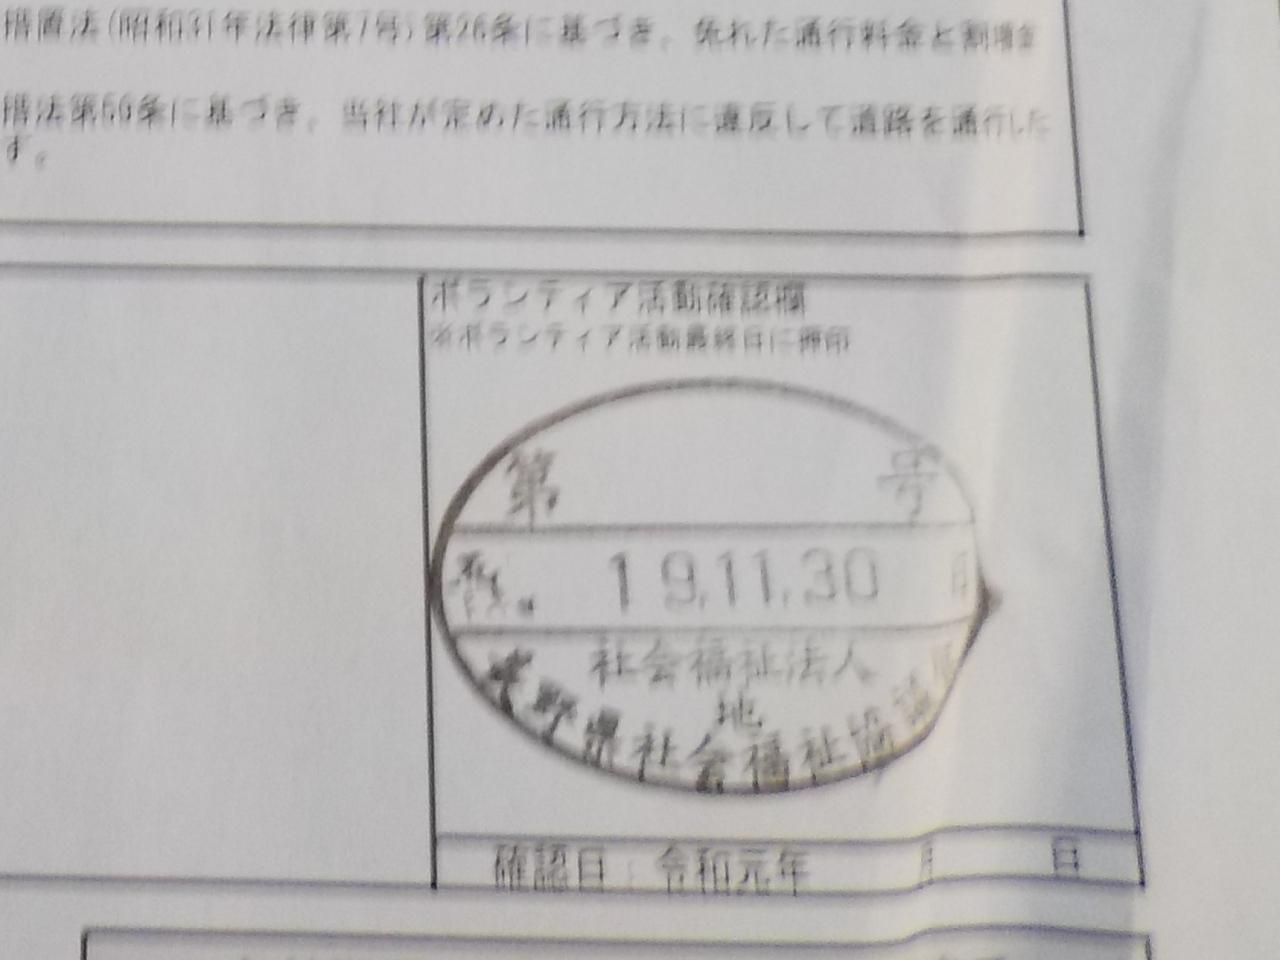 措置法(昭和31年法律第7号)第26条に基づき、免れた通行料金と割増金
措法第66条に基づき、当社が定めた通行方法に違反して道路を通行した
す。
ボランティア活動確認欄
※ボランティア活動最終日に押印
第 号
19.11.30 日
社会福祉法人
地
長野県社会福祉協議
確認日:令和元年 月 日